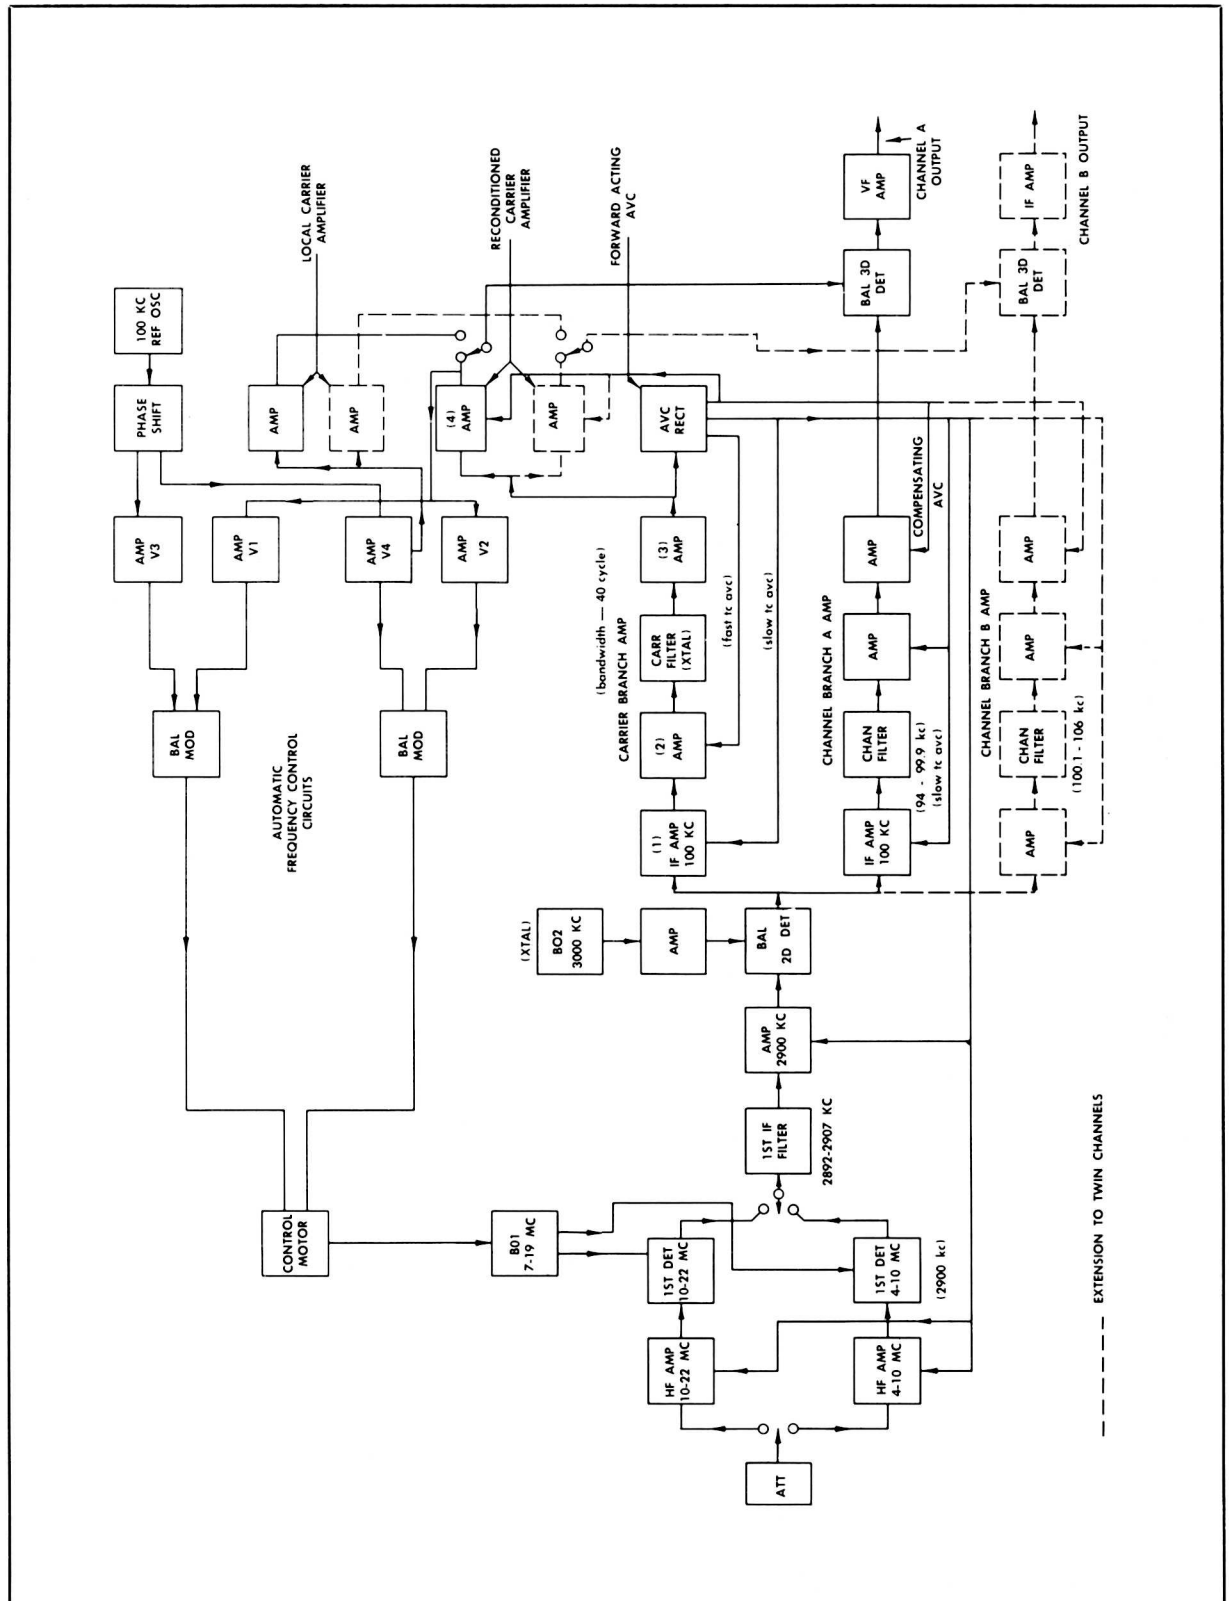 100 KC
REF OSC
PHASE
SHIFT
LOCAL CARRIER
AMPLIFIER
RECONDITIONED
CARRIER
AMPLIFIER
FORWARD ACTING
AVC
AMP
AMP
(4)
AMP
AMP
AVC
RECT
AMP
V3
AMP
V1
AMP
V4
AMP
V2
BAL
MOD
BAL
MOD
AUTOMATIC
FREQUENCY CONTROL
CIRCUITS
CONTROL
MOTOR
BO1
7-19 MC
(XTAL)
BO2
3000 KC
AMP
BAL
2D DET
AMP
2900 KC
1ST IF
FILTER
2892-2907 KC
1ST DET
10-22 MC
1ST DET
4-10 MC
(2900 kc)
HF AMP
10-22 MC
HF AMP
4-10 MC
ATT
CARRIER BRANCH AMP
(bandwidth — 40 cycle)
(1)
IF AMP
100 KC
(2)
AMP
CARR
FILTER
(XTAL)
(3)
AMP
(fast tc avc)
(slow tc avc)
CHANNEL BRANCH A AMP
IF AMP
100 KC
CHAN
FILTER
(94 - 99.9 kc)
(slow tc avc)
AMP
AMP
COMPENSATING
AVC
BAL 3D
DET
VF
AMP
CHANNEL A
OUTPUT
CHANNEL BRANCH B AMP
AMP
CHAN
FILTER
(100.1 - 106 kc)
AMP
AMP
BAL 3D
DET
IF AMP
CHANNEL B OUTPUT
EXTENSION TO TWIN CHANNELS